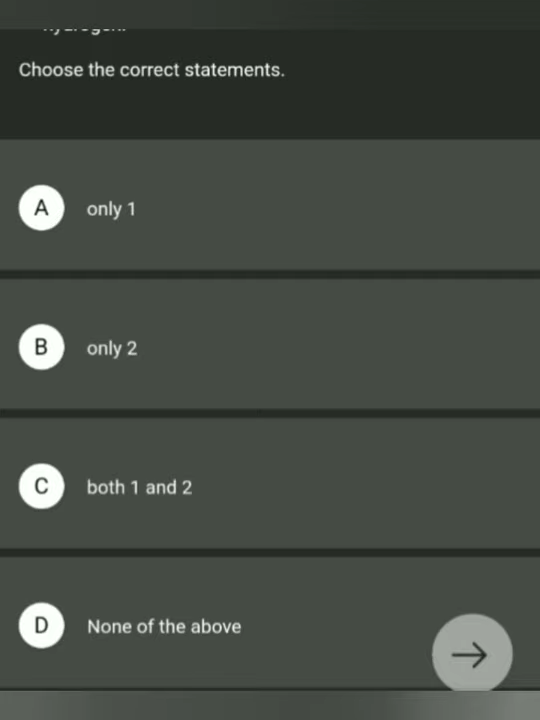 Choose the correct statements.
A only 1
B only 2
C both 1 and 2
D None of the above